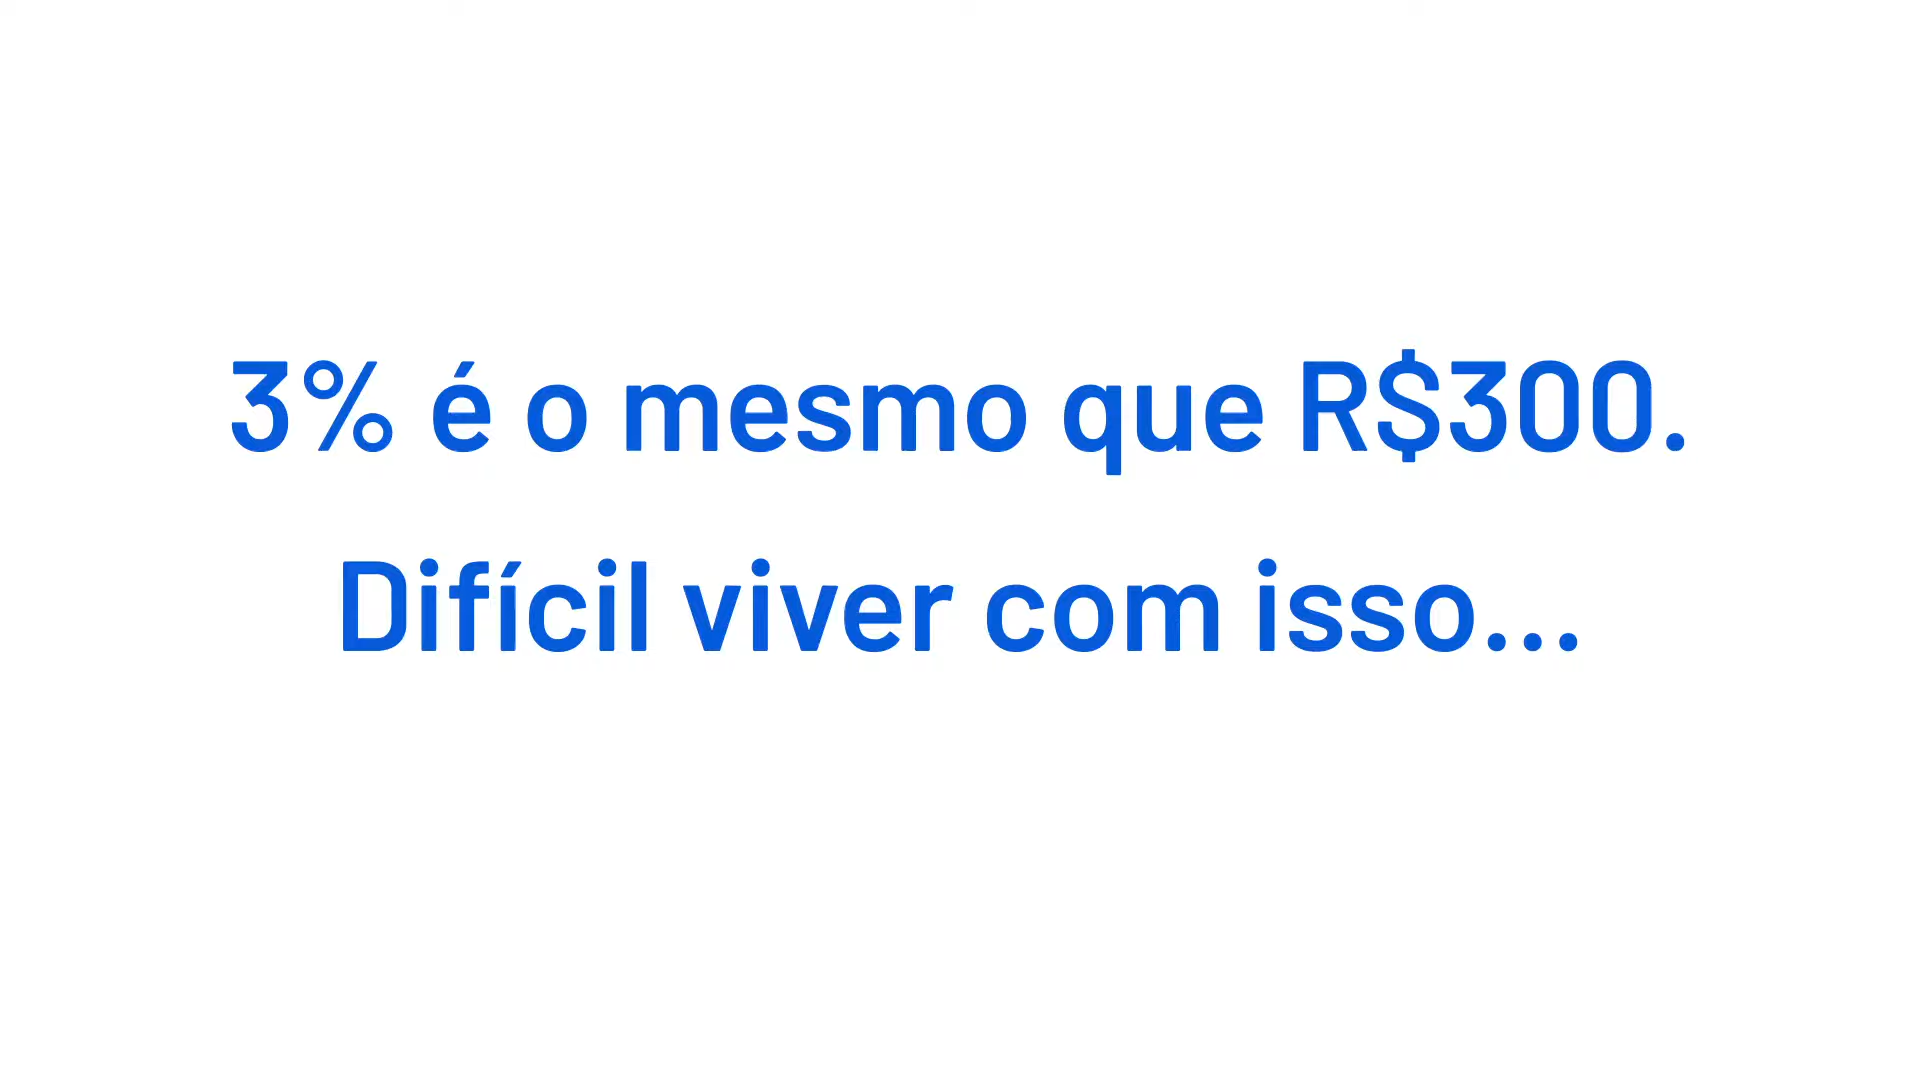 3% é o mesmo que R$300.
Difícil viver com isso...